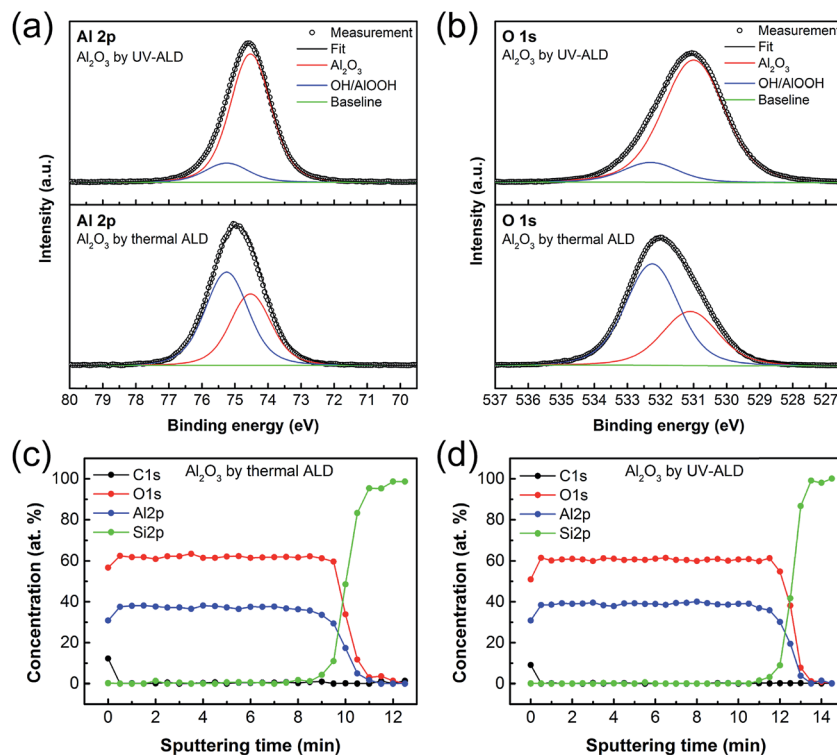 (a)
Al 2p
Al₂O₃ by UV-ALD
Measurement
Fit
Al₂O₃
OH/AlOOH
Baseline
Al 2p
Al₂O₃ by thermal ALD
Intensity (a.u.)
80 79 78 77 76 75 74 73 72 71 70
Binding energy (eV)
(b)
O 1s
Al₂O₃ by UV-ALD
Measurement
Fit
Al₂O₃
OH/AlOOH
Baseline
O 1s
Al₂O₃ by thermal ALD
Intensity (a.u.)
537 536 535 534 533 532 531 530 529 528 527
Binding energy (eV)
(c)
Al₂O₃ by thermal ALD
C1s
O1s
Al2p
Si2p
100
80
60
40
20
0
Concentration (at. %)
0 2 4 6 8 10 12
Sputtering time (min)
(d)
Al₂O₃ by UV-ALD
C1s
O1s
Al2p
Si2p
100
80
60
40
20
0
Concentration (at. %)
0 2 4 6 8 10 12 14
Sputtering time (min)